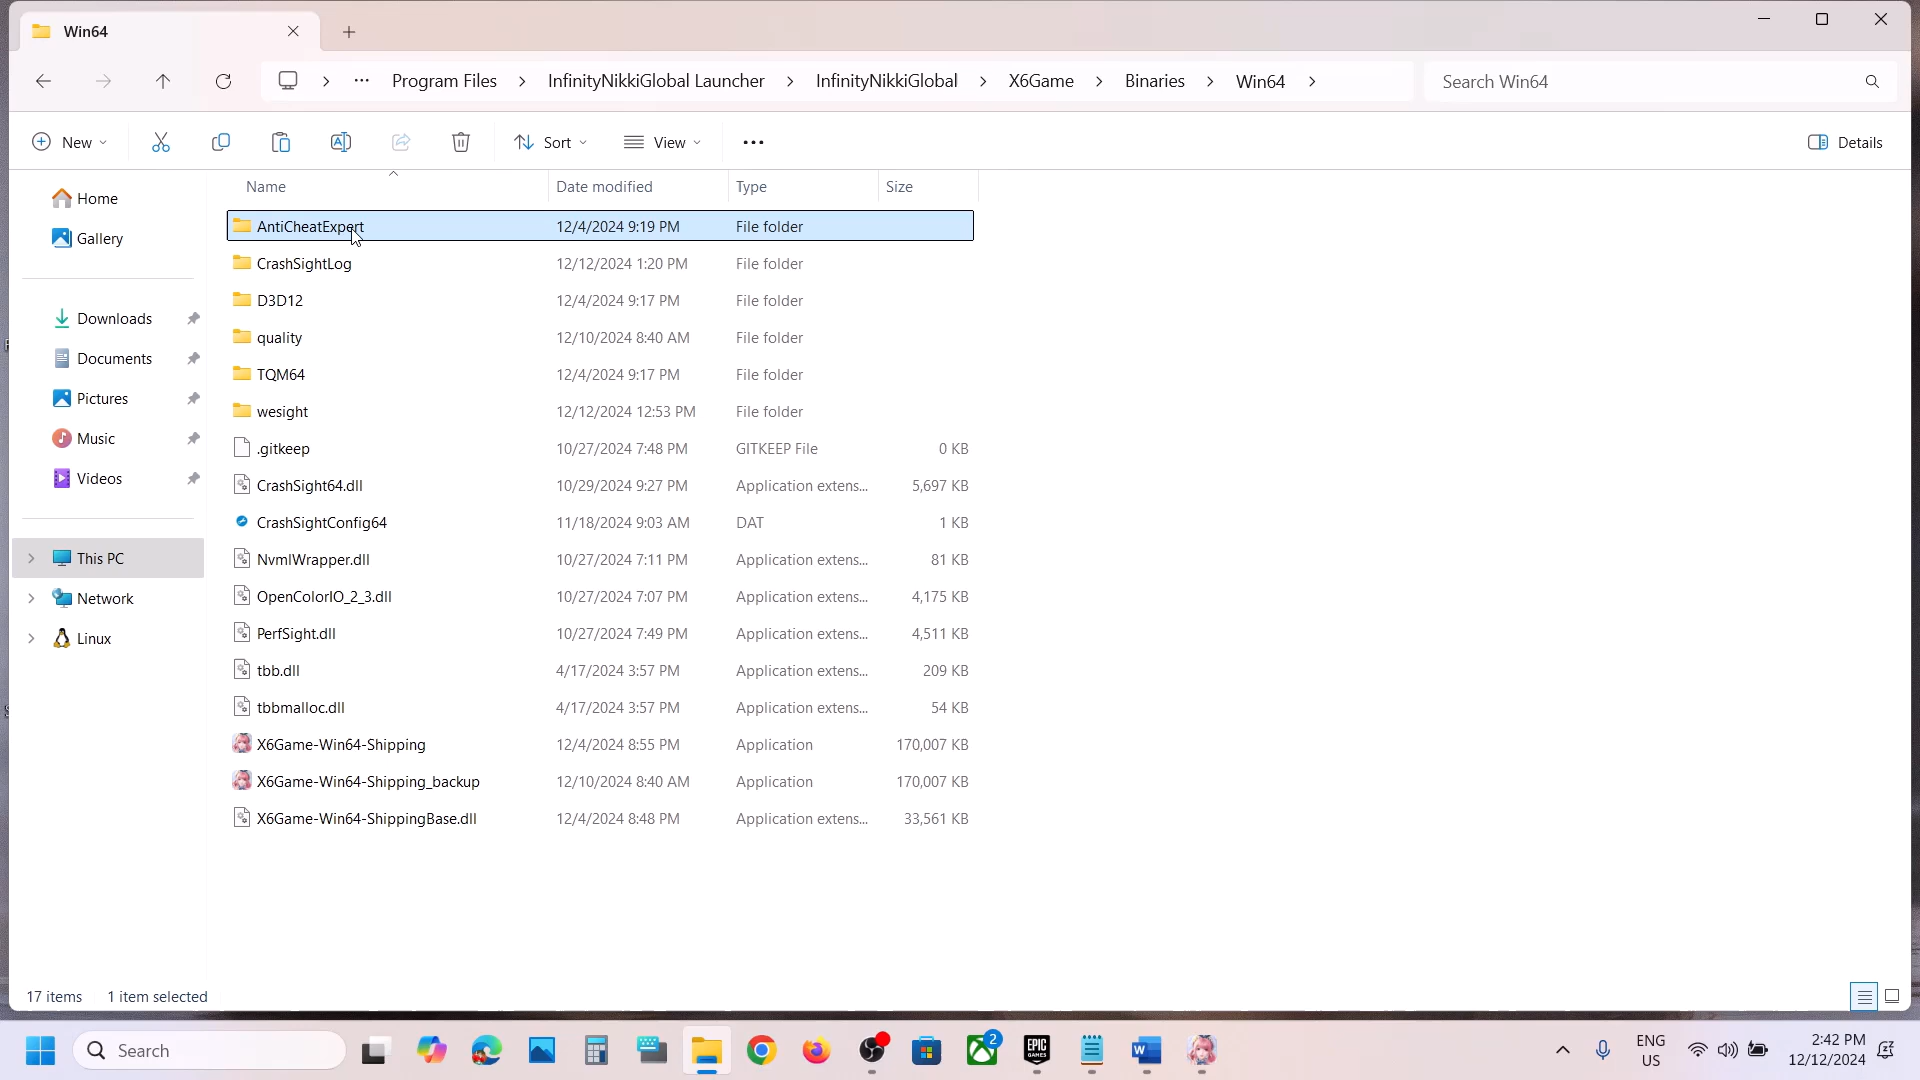 Win64
Program Files > InfinityNikkiGlobal Launcher > InfinityNikkiGlobal > X6Game > Binaries > Win64 >
Search Win64
New
Sort
View
Details
Name Date modified Type Size
Home
Gallery
Downloads
Documents
Pictures
Music
Videos
This PC
Network
Linux
AntiCheatExpert 12/4/2024 9:19 PM File folder
CrashSightLog 12/12/2024 1:20 PM File folder
D3D12 12/4/2024 9:17 PM File folder
quality 12/10/2024 8:40 AM File folder
TQM64 12/4/2024 9:17 PM File folder
wesight 12/12/2024 12:53 PM File folder
.gitkeep 10/27/2024 7:48 PM GITKEEP File 0 KB
CrashSight64.dll 10/29/2024 9:27 PM Application extens... 5,697 KB
CrashSightConfig64 11/18/2024 9:03 AM DAT 1 KB
NvmlWrapper.dll 10/27/2024 7:11 PM Application extens... 81 KB
OpenColorIO_2_3.dll 10/27/2024 7:07 PM Application extens... 4,175 KB
PerfSight.dll 10/27/2024 7:49 PM Application extens... 4,511 KB
tbb.dll 4/17/2024 3:57 PM Application extens... 209 KB
tbbmalloc.dll 4/17/2024 3:57 PM Application extens... 54 KB
X6Game-Win64-Shipping 12/4/2024 8:55 PM Application 170,007 KB
X6Game-Win64-Shipping_backup 12/10/2024 8:40 AM Application 170,007 KB
X6Game-Win64-ShippingBase.dll 12/4/2024 8:48 PM Application extens... 33,561 KB
17 items 1 item selected
Search
2
EPIC
GAMES
W
ENG
US
2:42 PM
12/12/2024